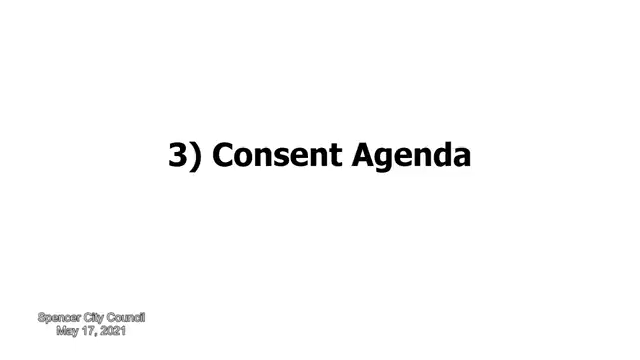 3) Consent Agenda
Spencer City Council
May 17, 2021